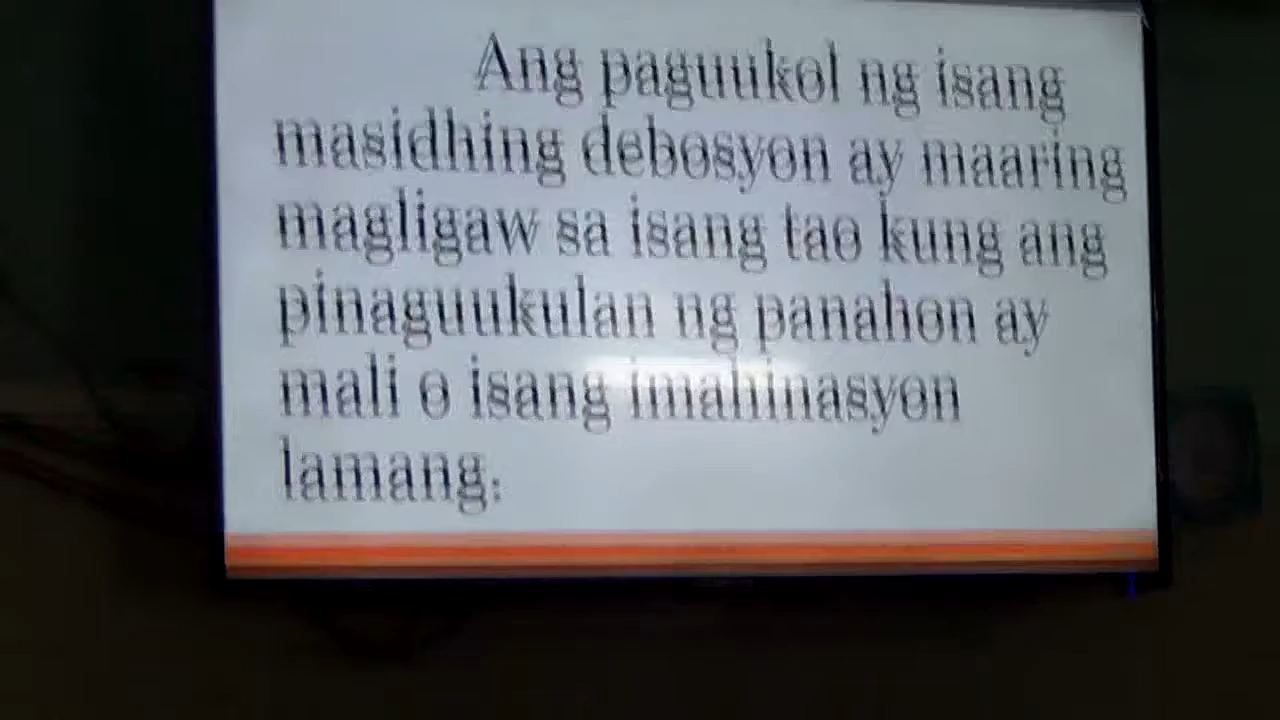 Ang paguukol ng isang
masidhing debosyon ay maaring
magligaw sa isang tao kung ang
pinaguukulan ng panahon ay
mali o isang imahinasyon
lamang.